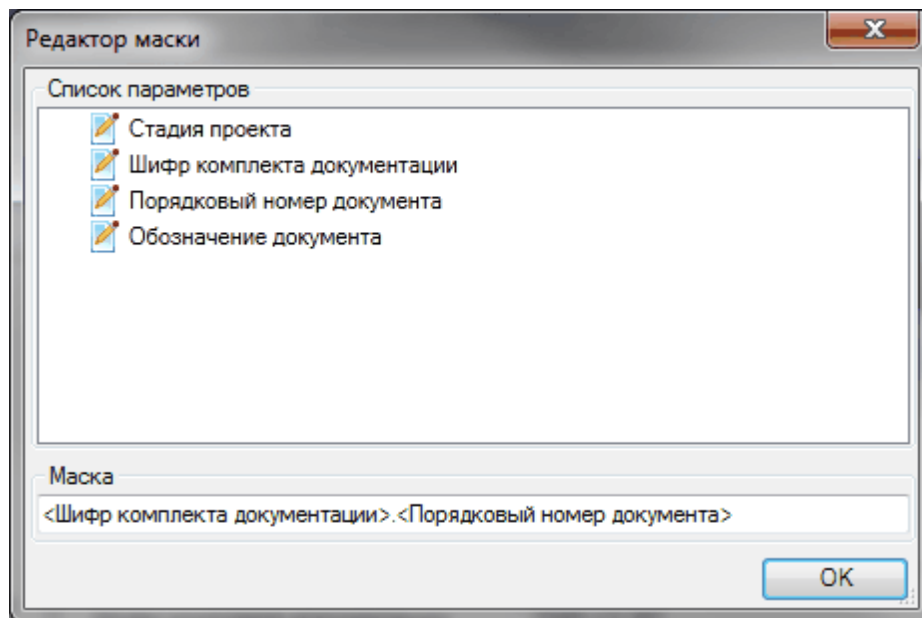 Редактор маски
Список параметров
Стадия проекта
Шифр комплекта документации
Порядковый номер документа
Обозначение документа
Маска
<Шифр комплекта документации>.<Порядковый номер документа>
OK